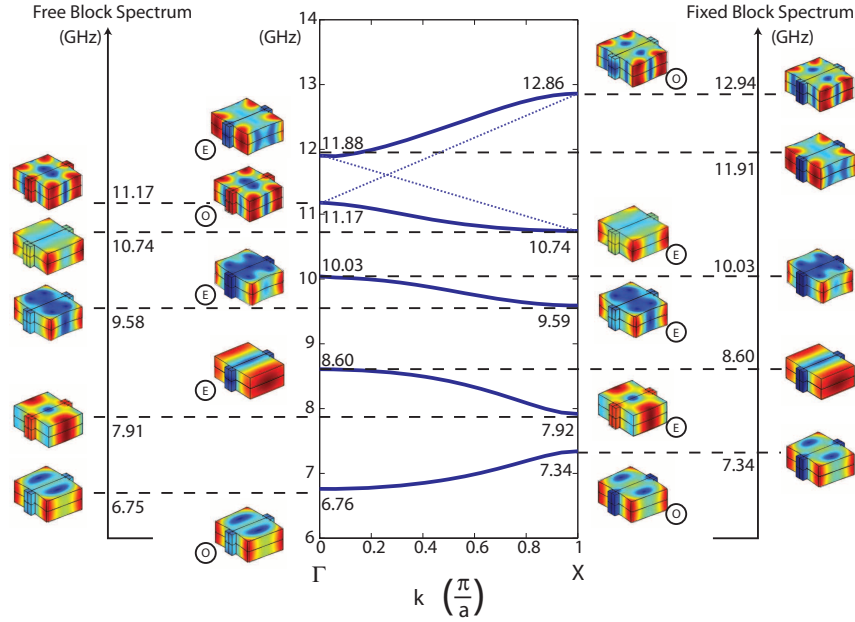 Free Block Spectrum
(GHz)
11.17
10.74
9.58
7.91
6.75
(GHz)
14
13
12
11
10
9
8
7
6
E
O
E
E
O
11.88
11.17
10.03
8.60
6.76
12.86
10.74
9.59
7.92
7.34
0
0.2
0.4
0.6
0.8
1
Γ
X
k (π/a)
O
E
E
E
O
Fixed Block Spectrum
(GHz)
12.94
11.91
10.03
8.60
7.34